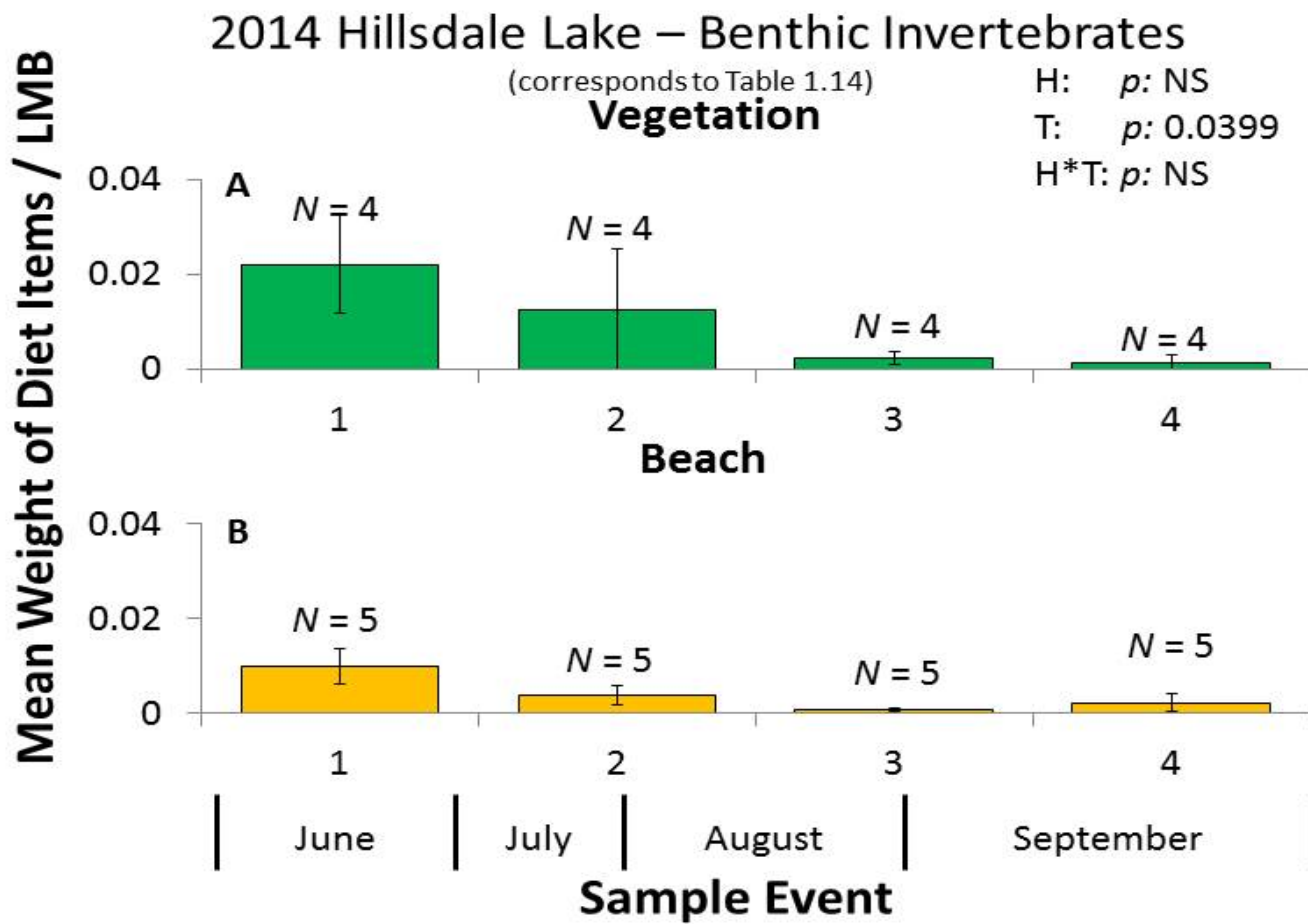 2014 Hillsdale Lake – Benthic Invertebrates
(corresponds to Table 1.14)
H: p: NS
T: p: 0.0399
H*T: p: NS
Mean Weight of Diet Items / LMB
Vegetation
A
0.04
0.02
0
N = 4
N = 4
N = 4
N = 4
1 2 3 4
Beach
B
0.04
0.02
0
N = 5
N = 5
N = 5
N = 5
1 2 3 4
June July August September
Sample Event